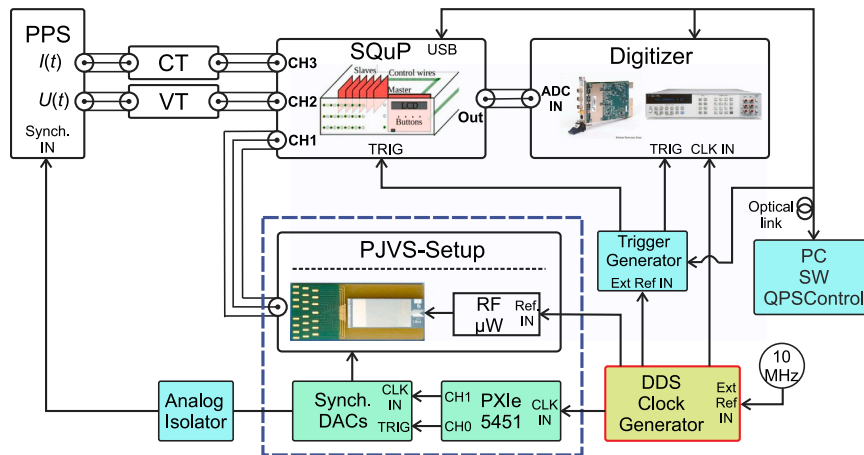 PPS
I(t)
U(t)
Synch.
IN
CT
VT
CH3
CH2
CH1
SQuP
USB
Slaves
Control wires
Master
LCD
Buttons
Out
TRIG
Digitizer
ADC
IN
TRIG
CLK IN
Optical
link
PC
SW
QPSControl
Trigger
Generator
Ext Ref IN
PJVS-Setup
RF
µW
Ref.
IN
10
MHz
DDS
Clock
Generator
Ext
Ref
IN
PXIe
5451
CH1
CH0
CLK
IN
Synch.
DACs
CLK
IN
TRIG
Analog
Isolator